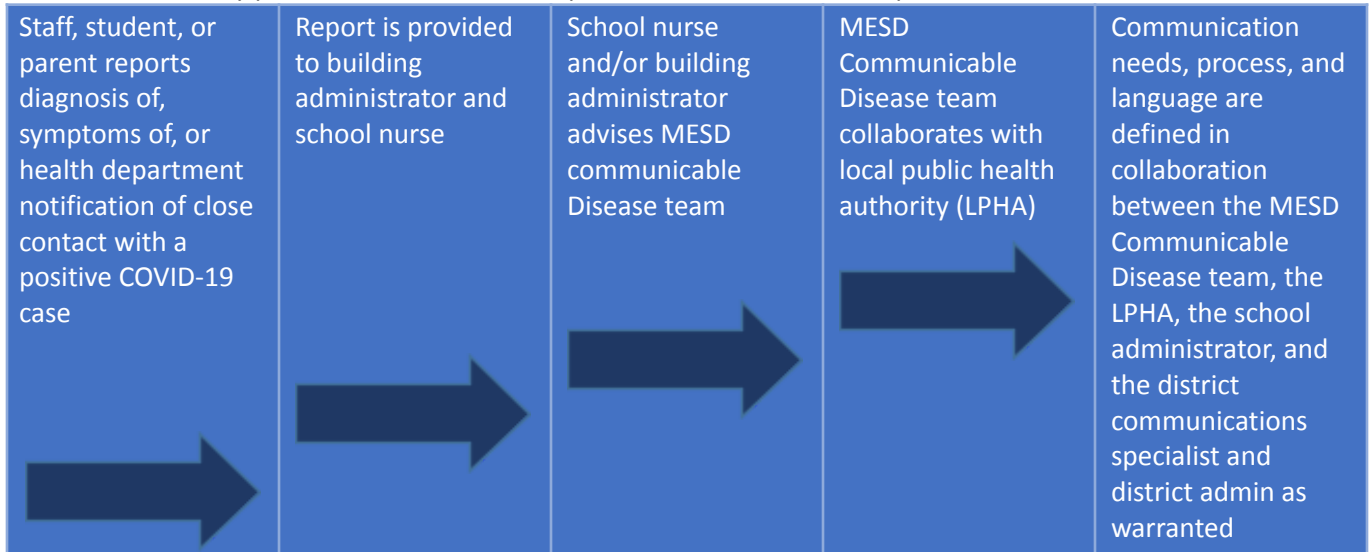 Staff, student, or
parent reports
diagnosis of,
symptoms of, or
health department
notification of close
contact with a
positive COVID-19
case
Report is provided
to building
administrator and
school nurse
School nurse
and/or building
administrator
advises MESD
communicable
Disease team
MESD
Communicable
Disease team
collaborates with
local public health
authority (LPHA)
Communication
needs, process, and
language are
defined in
collaboration
between the MESD
Communicable
Disease team, the
LPHA, the school
administrator, and
the district
communications
specialist and
district admin as
warranted